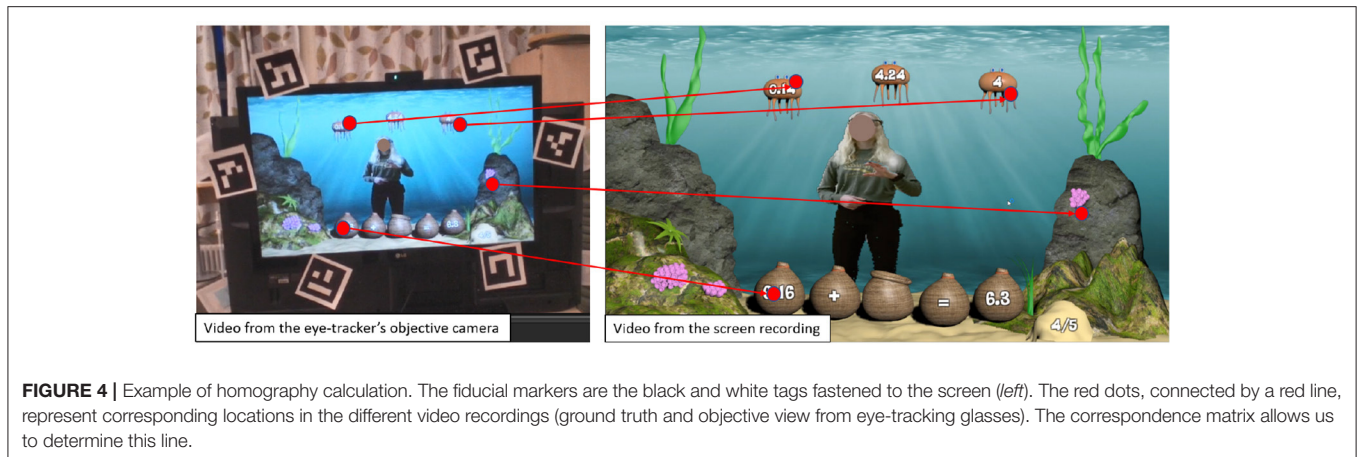 0.14
4.24
4
+
=
6.3
4/5
Video from the eye-tracker's objective camera
Video from the screen recording
FIGURE 4 | Example of homography calculation. The fiducial markers are the black and white tags fastened to the screen (left). The red dots, connected by a red line,
represent corresponding locations in the different video recordings (ground truth and objective view from eye-tracking glasses). The correspondence matrix allows us
to determine this line.